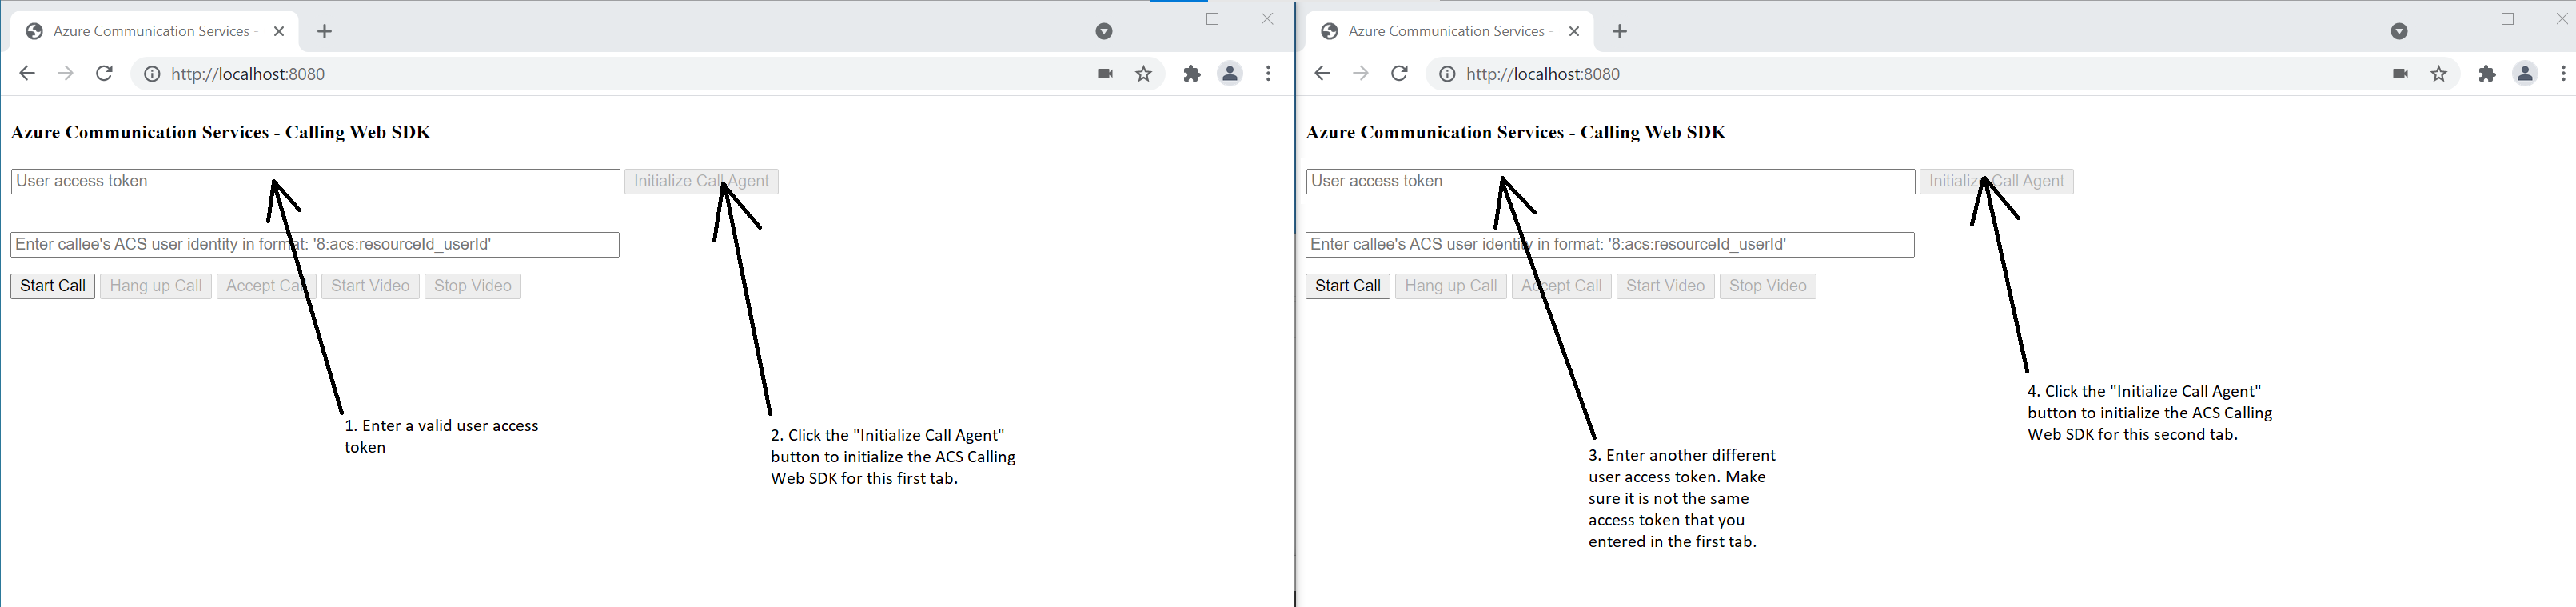 Azure Communication Services -
http://localhost:8080
Azure Communication Services - Calling Web SDK
User access token
Initialize Call Agent
Enter callee's ACS user identity in format: '8:acs:resourceId_userId'
Start Call
Hang up Call
Accept Call
Start Video
Stop Video
1. Enter a valid user access
token
2. Click the "Initialize Call Agent"
button to initialize the ACS Calling
Web SDK for this first tab.
Azure Communication Services -
http://localhost:8080
Azure Communication Services - Calling Web SDK
User access token
Initialize Call Agent
Enter callee's ACS user identity in format: '8:acs:resourceId_userId'
Start Call
Hang up Call
Accept Call
Start Video
Stop Video
3. Enter another different
user access token. Make
sure it is not the same
access token that you
entered in the first tab.
4. Click the "Initialize Call Agent"
button to initialize the ACS Calling
Web SDK for this second tab.